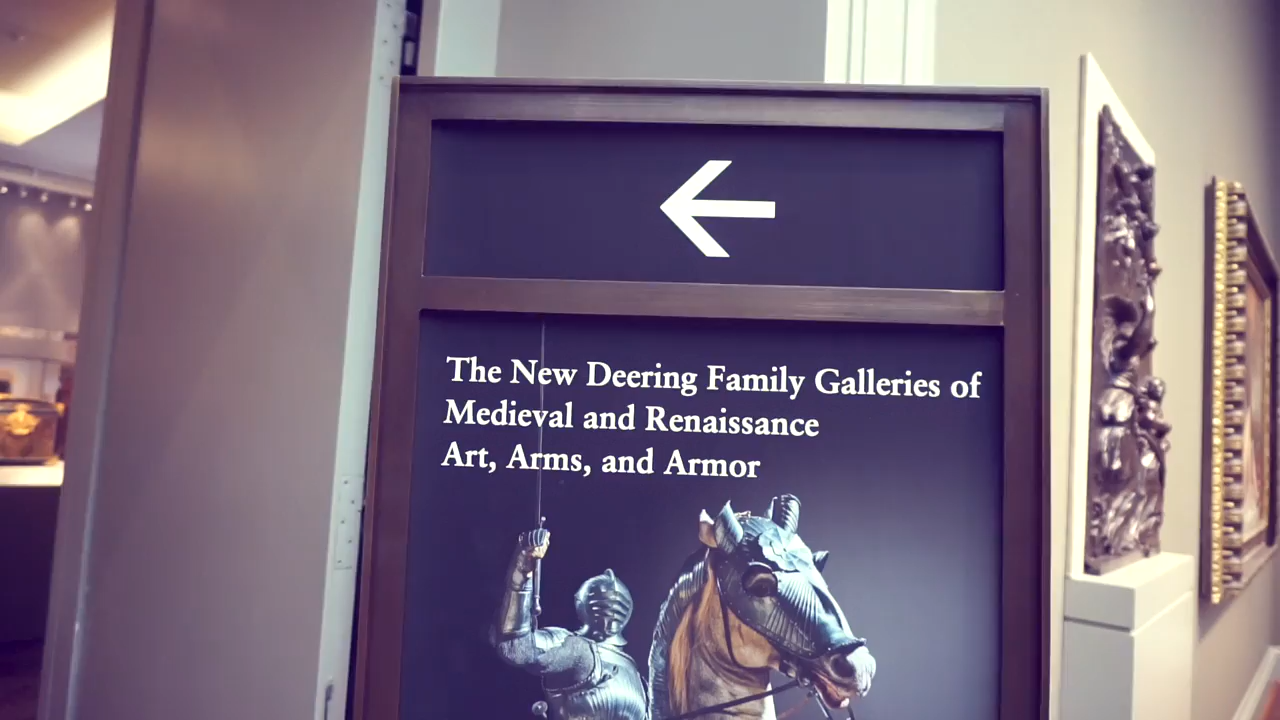 The New Deering Family Galleries of
Medieval and Renaissance
Art, Arms, and Armor